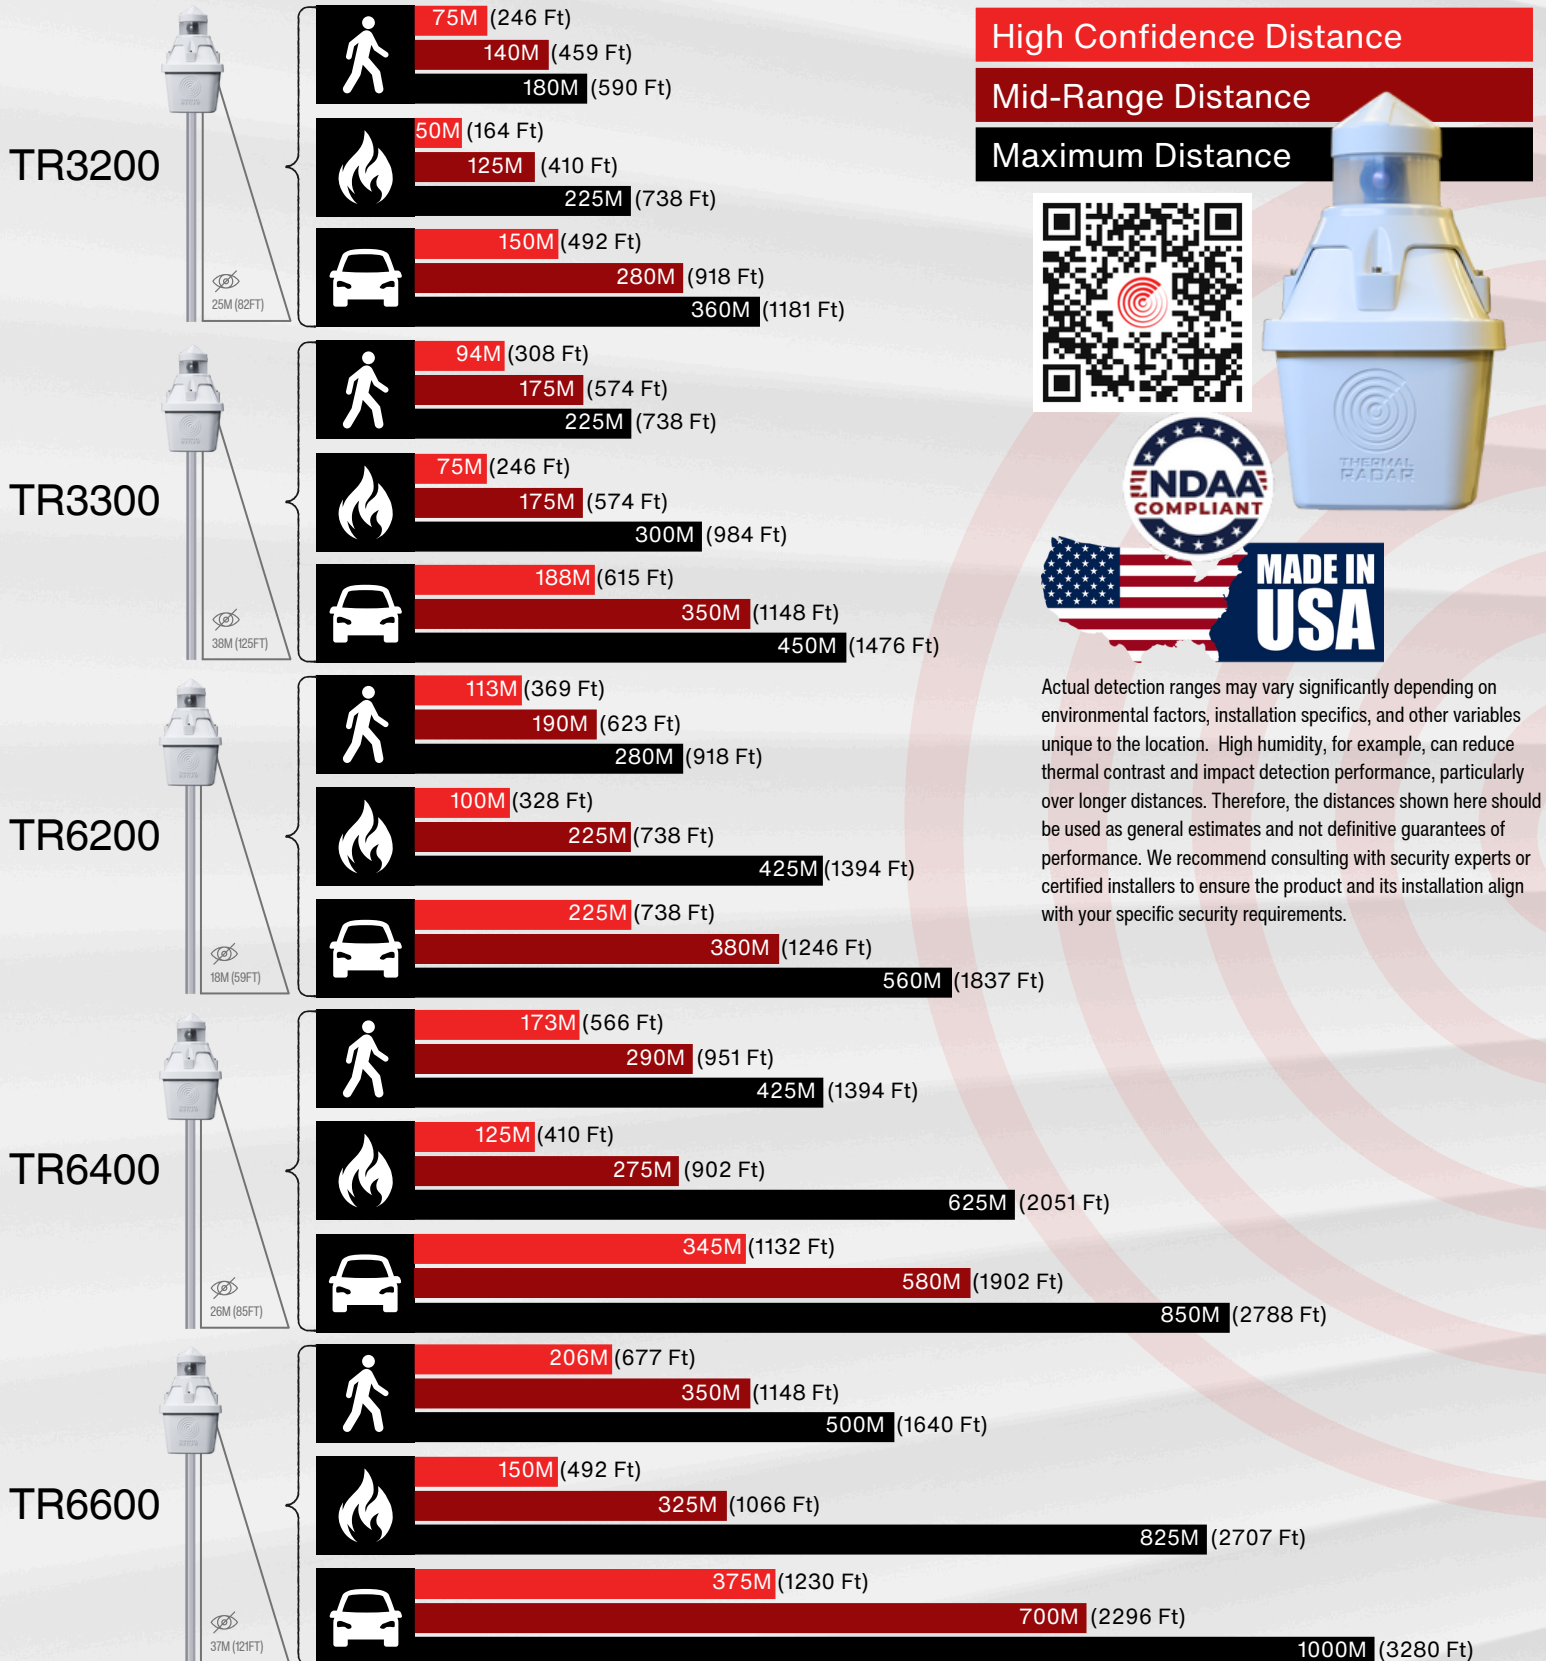 High Confidence Distance
Mid-Range Distance
Maximum Distance
TR3200
75M (246 Ft)
140M (459 Ft)
180M (590 Ft)
50M (164 Ft)
125M (410 Ft)
225M (738 Ft)
150M (492 Ft)
280M (918 Ft)
360M (1181 Ft)
25M (82FT)
TR3300
94M (308 Ft)
175M (574 Ft)
225M (738 Ft)
75M (246 Ft)
175M (574 Ft)
300M (984 Ft)
188M (615 Ft)
350M (1148 Ft)
450M (1476 Ft)
38M (125FT)
TR6200
113M (369 Ft)
190M (623 Ft)
280M (918 Ft)
100M (328 Ft)
225M (738 Ft)
425M (1394 Ft)
225M (738 Ft)
380M (1246 Ft)
560M (1837 Ft)
18M (59FT)
TR6400
173M (566 Ft)
290M (951 Ft)
425M (1394 Ft)
125M (410 Ft)
275M (902 Ft)
625M (2051 Ft)
345M (1132 Ft)
580M (1902 Ft)
850M (2788 Ft)
26M (85FT)
TR6600
206M (677 Ft)
350M (1148 Ft)
500M (1640 Ft)
150M (492 Ft)
325M (1066 Ft)
825M (2707 Ft)
375M (1230 Ft)
700M (2296 Ft)
1000M (3280 Ft)
37M (121FT)
THERMAL
RADAR
NDAA
COMPLIANT
MADE IN
USA
Actual detection ranges may vary significantly depending on
environmental factors, installation specifics, and other variables
unique to the location. High humidity, for example, can reduce
thermal contrast and impact detection performance, particularly
over longer distances. Therefore, the distances shown here should
be used as general estimates and not definitive guarantees of
performance. We recommend consulting with security experts or
certified installers to ensure the product and its installation align
with your specific security requirements.